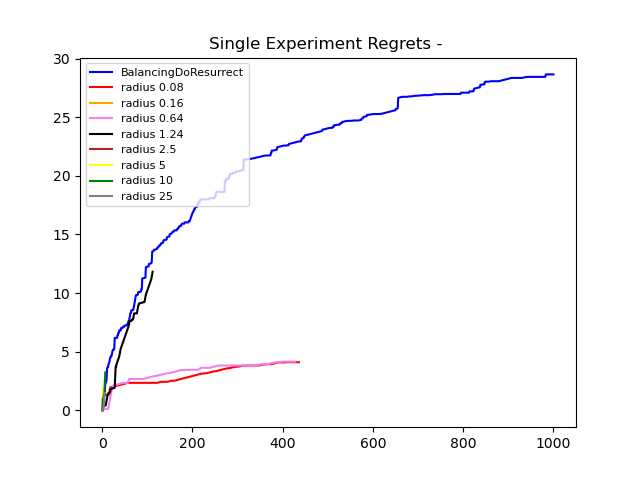 Single Experiment Regrets -
30
25
20
15
10
5
0
BalancingDoResurrect
radius 0.08
radius 0.16
radius 0.64
radius 1.24
radius 2.5
radius 5
radius 10
radius 25
0 200 400 600 800 1000